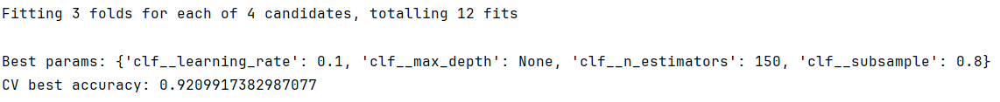 Fitting 3 folds for each of 4 candidates, totalling 12 fits
Best params: {'clf__learning_rate': 0.1, 'clf__max_depth': None, 'clf__n_estimators': 150, 'clf__subsample': 0.8}
CV best accuracy: 0.9209917382987077